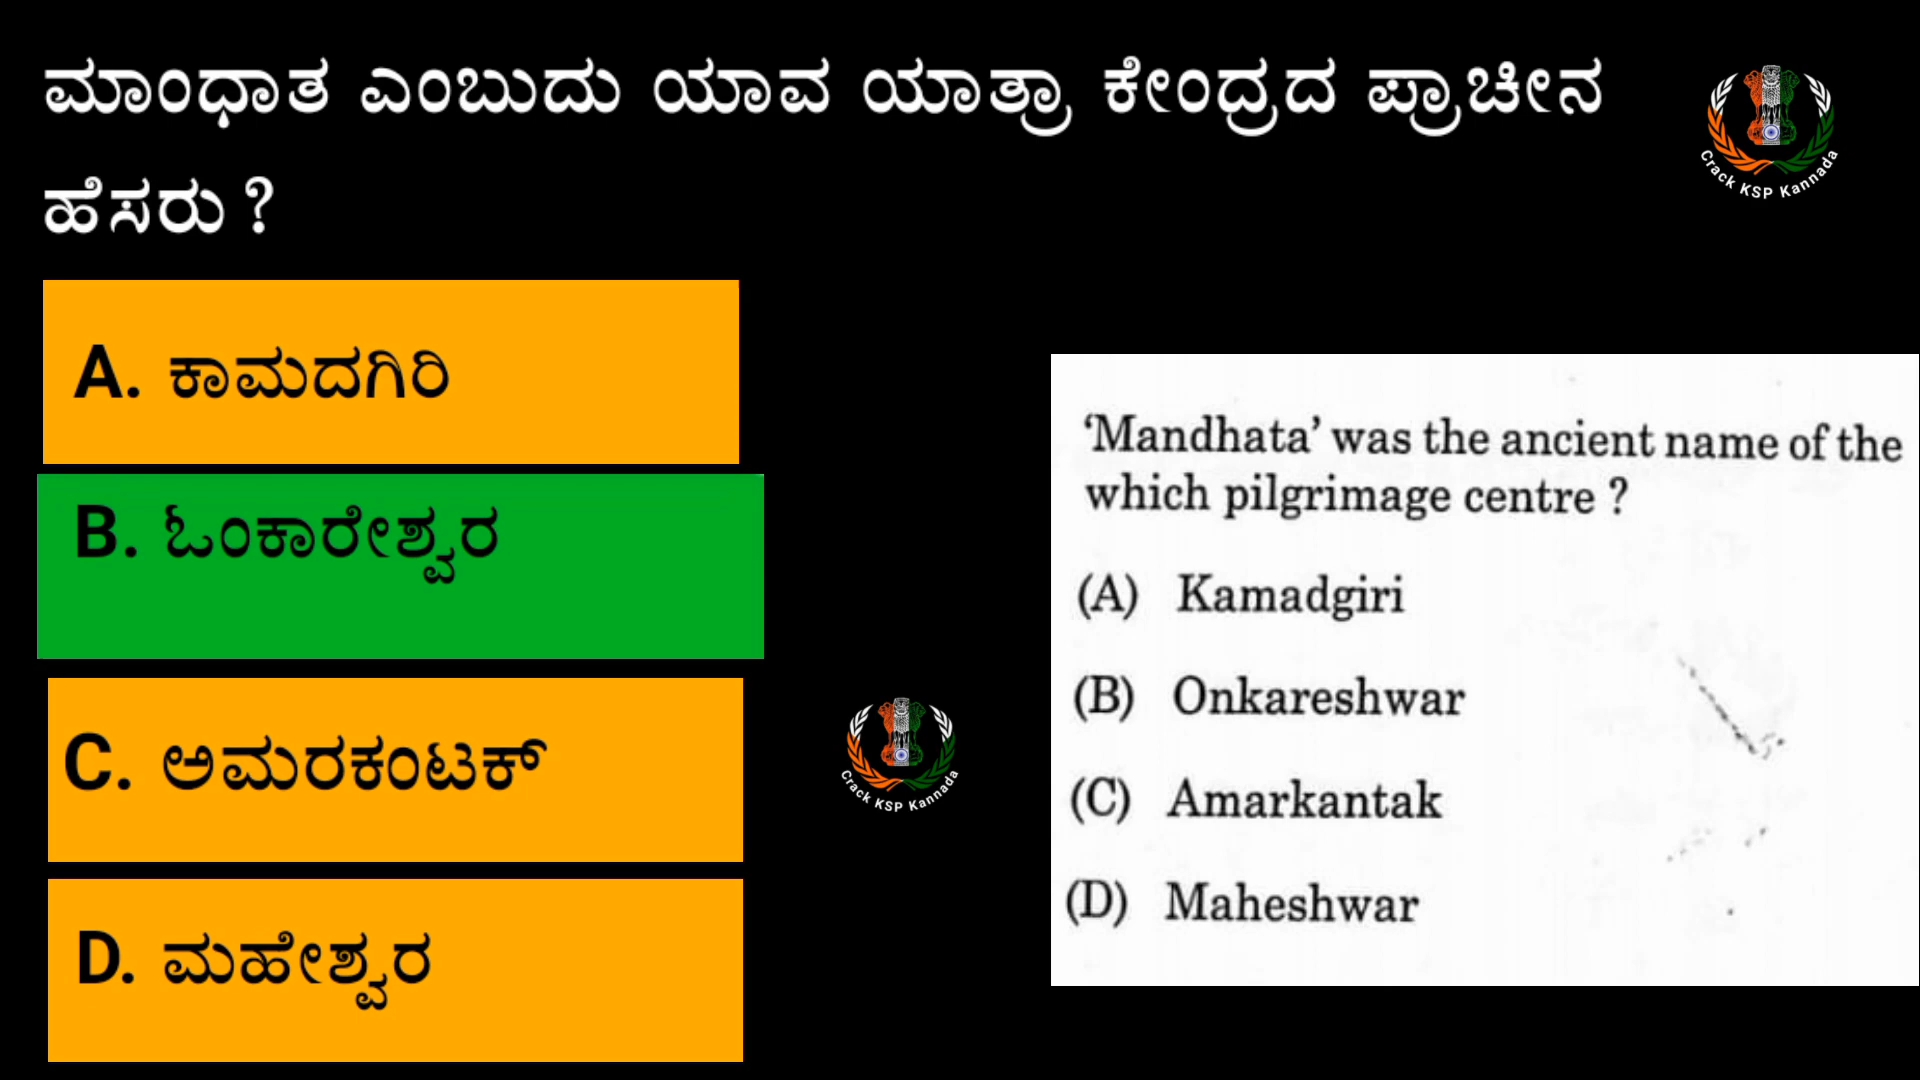 ಮಾಂಧಾತ ಎಂಬುದು ಯಾವ ಯಾತ್ರಾ ಕೇಂದ್ರದ ಪ್ರಾಚೀನ
ಹೆಸರು ?
Crack KSP Kannada
A. ಕಾಮದಗಿರಿ
B. ಓಂಕಾರೇಶ್ವರ
C. ಅಮರಕಂಟಕ್
D. ಮಹೇಶ್ವರ
Crack KSP Kannada
‘Mandhata’ was the ancient name of the
which pilgrimage centre ?
(A) Kamadgiri
(B) Onkareshwar
(C) Amarkantak
(D) Maheshwar